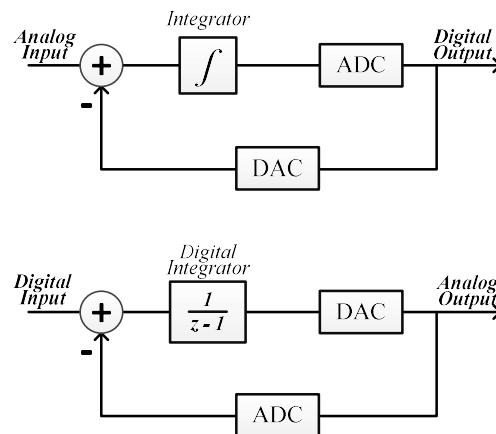 Integrator
Analog
Input
+
∫
ADC
Digital
Output
-
DAC
Digital
Integrator
Digital
Input
+
1
z - 1
DAC
Analog
Output
-
ADC